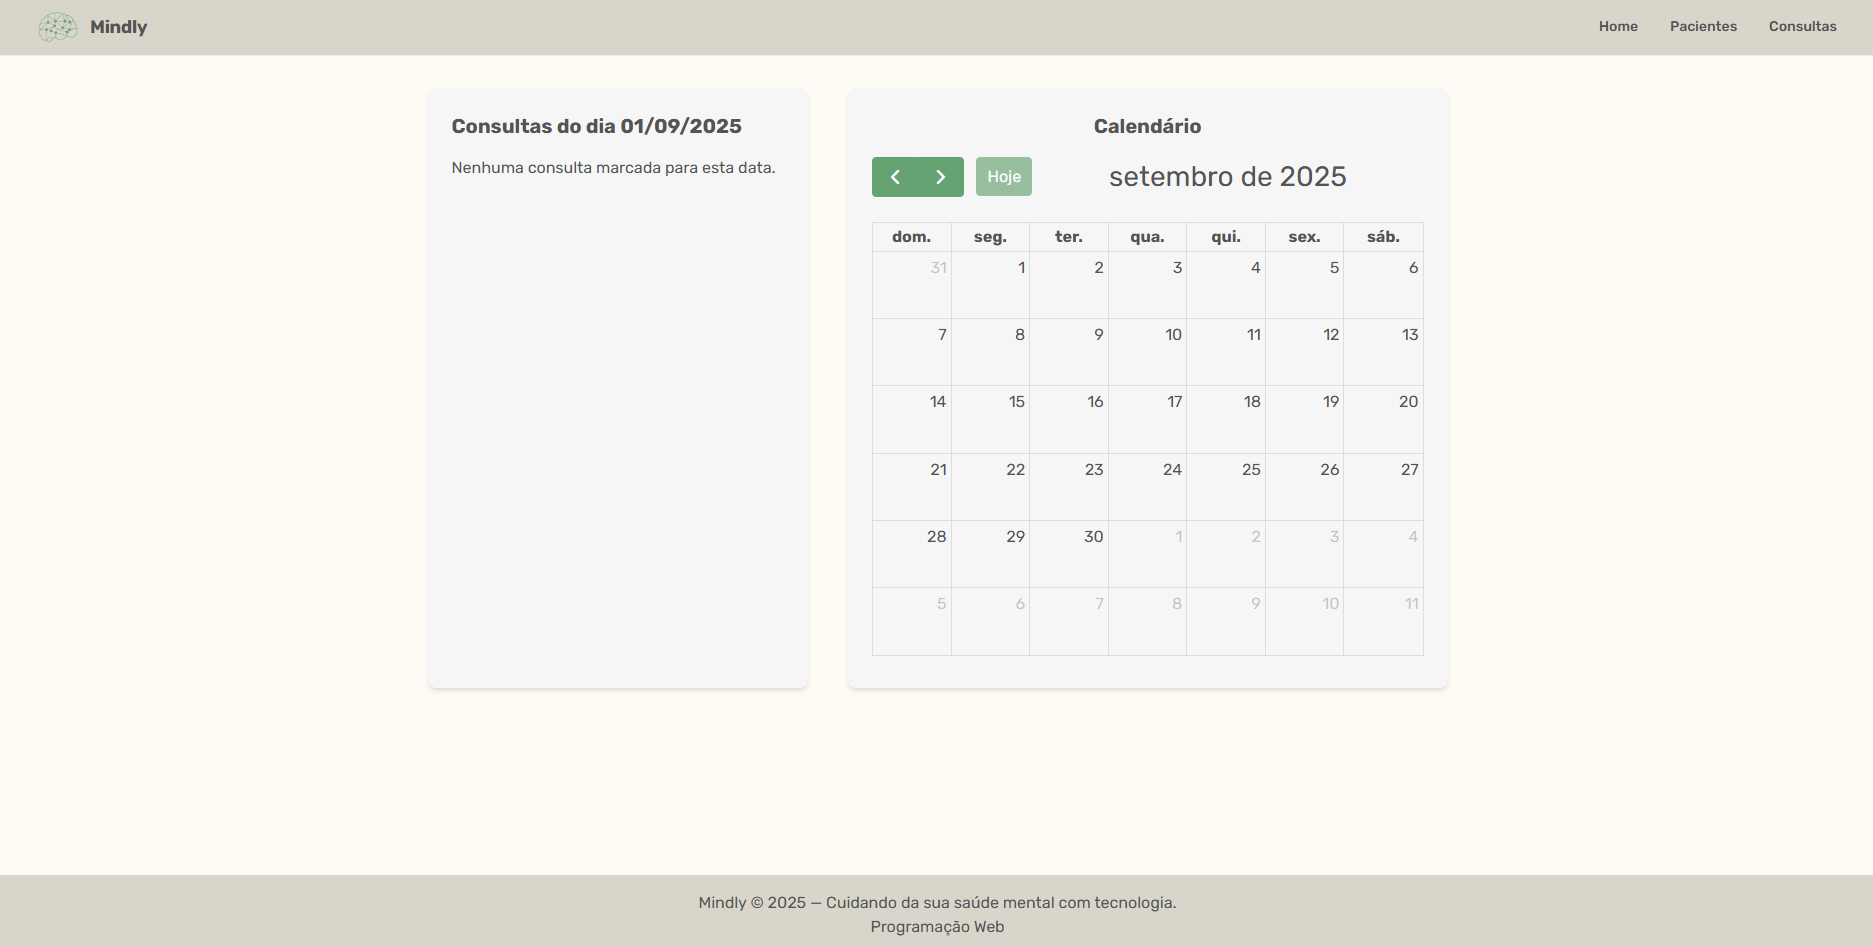 Mindly
Home Pacientes Consultas
Consultas do dia 01/09/2025
Nenhuma consulta marcada para esta data.
Calendário
Hoje
setembro de 2025
dom. seg. ter. qua. qui. sex. sáb.
31 1 2 3 4 5 6
7 8 9 10 11 12 13
14 15 16 17 18 19 20
21 22 23 24 25 26 27
28 29 30 1 2 3 4
5 6 7 8 9 10 11
Mindly © 2025 — Cuidando da sua saúde mental com tecnologia.
Programação Web